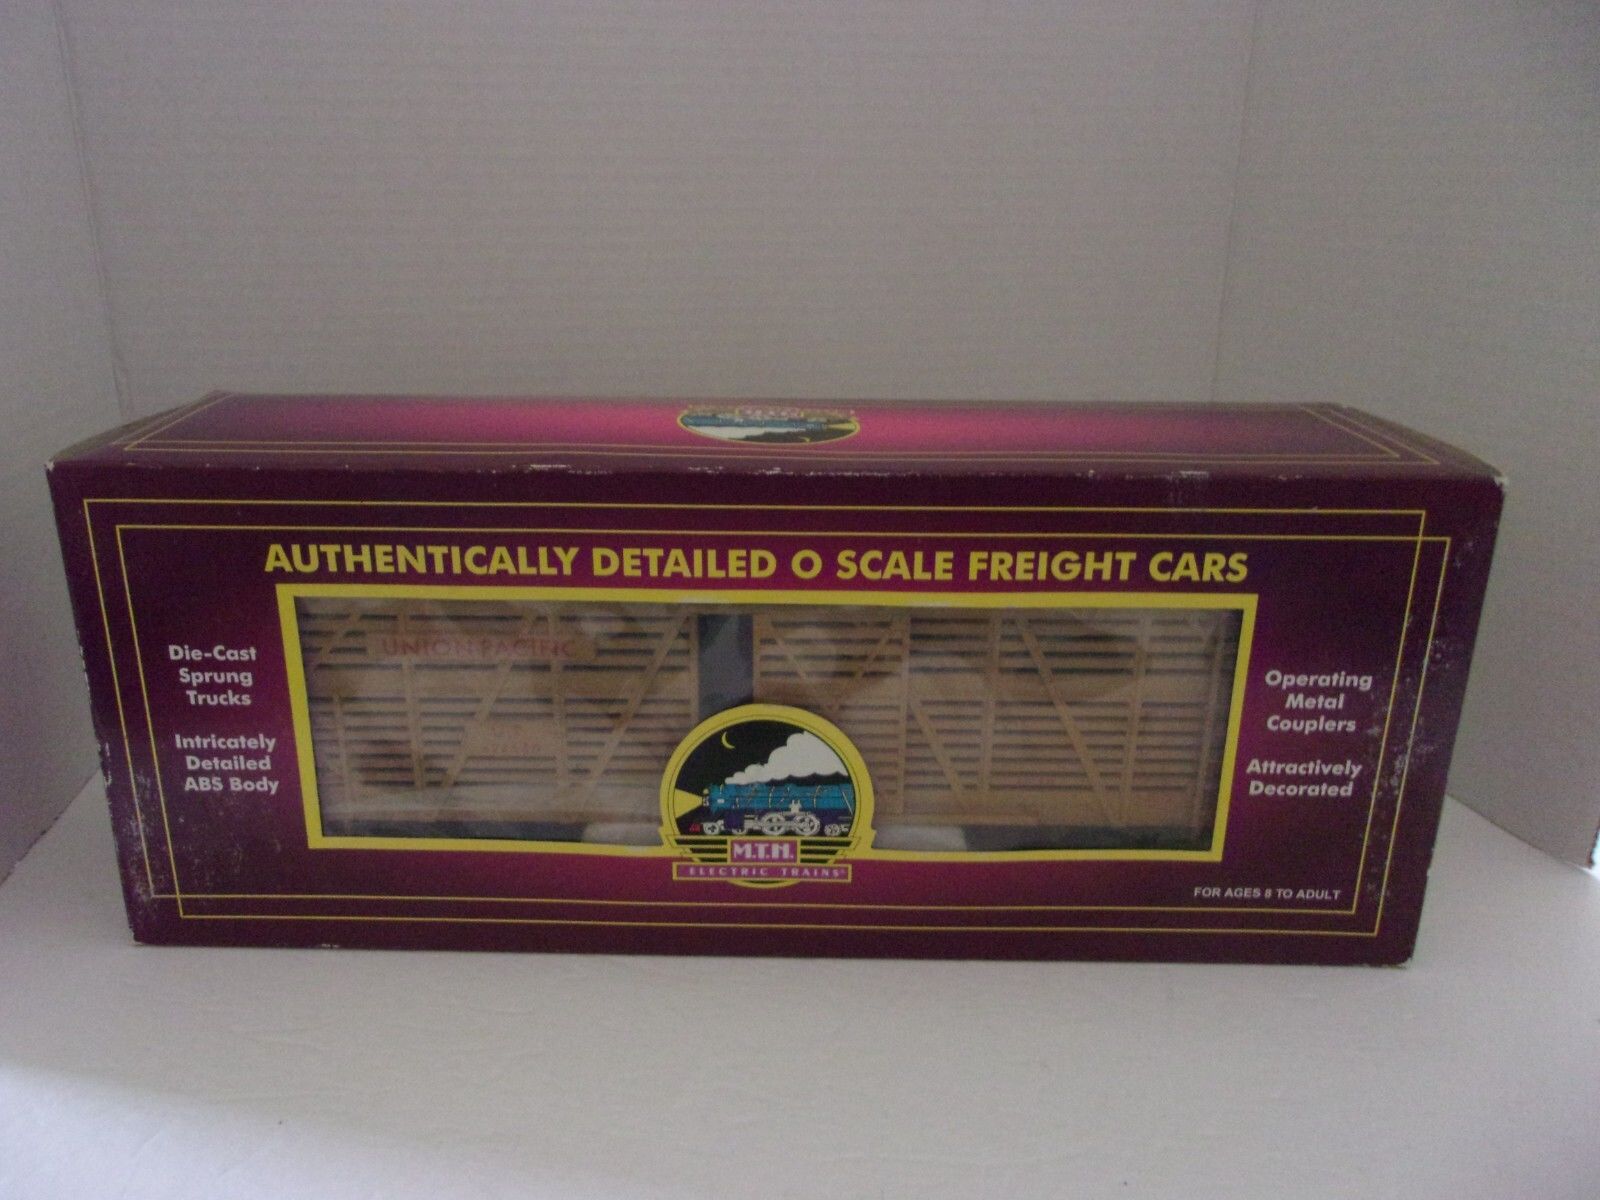 AUTHENTICALLY DETAILED O SCALE FREIGHT CARS
Die-Cast
Sprung
Trucks
Intricately
Detailed
ABS Body
UNION PACIFIC
Operating
Metal
Couplers
Attractively
Decorated
M.T.H.
ELECTRIC TRAINS®
FOR AGES 8 TO ADULT